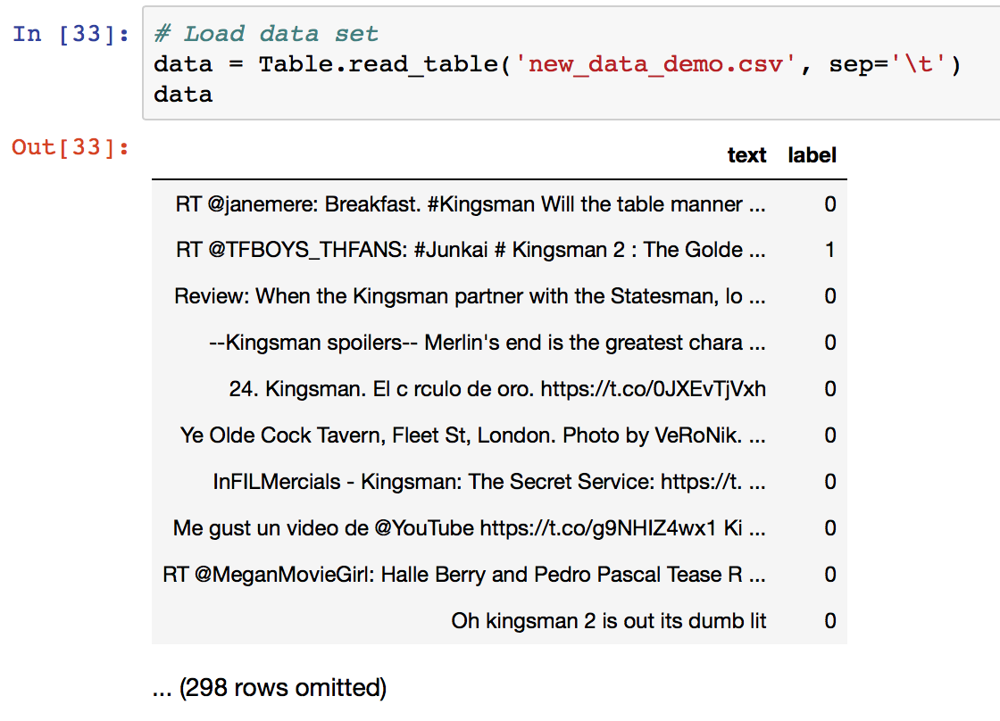 In [33]: # Load data set
data = Table.read_table('new_data_demo.csv', sep='\t')
data
Out[33]:
text label
RT @janemere: Breakfast. #Kingsman Will the table manner ... 0
RT @TFBOYS_THFANS: #Junkai # Kingsman 2 : The Golde ... 1
Review: When the Kingsman partner with the Statesman, lo ... 0
--Kingsman spoilers-- Merlin's end is the greatest chara ... 0
24. Kingsman. El c rculo de oro. https://t.co/0JXEvTjVxh 0
Ye Olde Cock Tavern, Fleet St, London. Photo by VeRoNik. ... 0
InFILMercials - Kingsman: The Secret Service: https://t. ... 0
Me gust un video de @YouTube https://t.co/g9NHIZ4wx1 Ki ... 0
RT @MeganMovieGirl: Halle Berry and Pedro Pascal Tease R ... 0
Oh kingsman 2 is out its dumb lit 0
... (298 rows omitted)